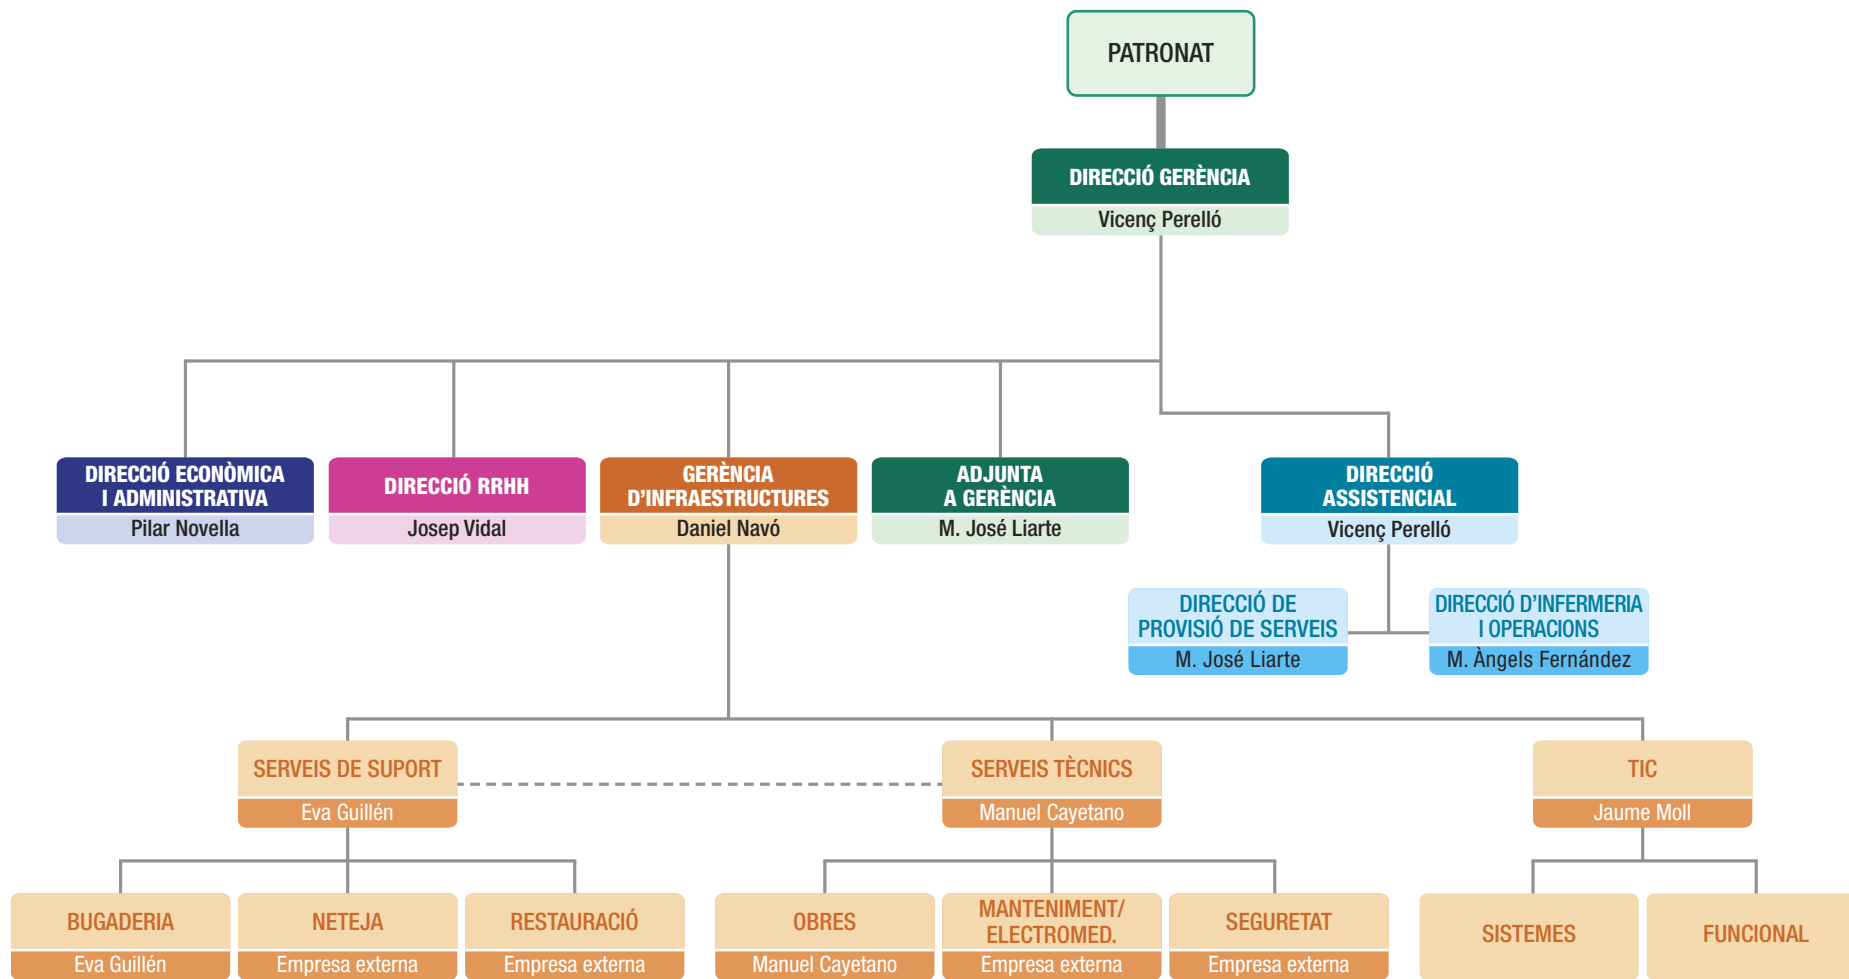 PATRONAT
DIRECCIÓ GERÈNCIA
Vicenç Perelló
DIRECCIÓ ECONÒMICA
I ADMINISTRATIVA
Pilar Novella
DIRECCIÓ RRHH
Josep Vidal
GERÈNCIA
D’INFRAESTRUCTURES
Daniel Navó
ADJUNTA
A GERÈNCIA
M. José Liarte
DIRECCIÓ
ASSISTENCIAL
Vicenç Perelló
DIRECCIÓ DE
PROVISIÓ DE SERVEIS
M. José Liarte
DIRECCIÓ D’INFERMERIA
I OPERACIONS
M. Àngels Fernández
SERVEIS DE SUPORT
Eva Guillén
SERVEIS TÈCNICS
Manuel Cayetano
TIC
Jaume Moll
BUGADERIA
Eva Guillén
NETEJA
Empresa externa
RESTAURACIÓ
Empresa externa
OBRES
Manuel Cayetano
MANTENIMENT/
ELECTROMED.
Empresa externa
SEGURETAT
Empresa externa
SISTEMES
FUNCIONAL